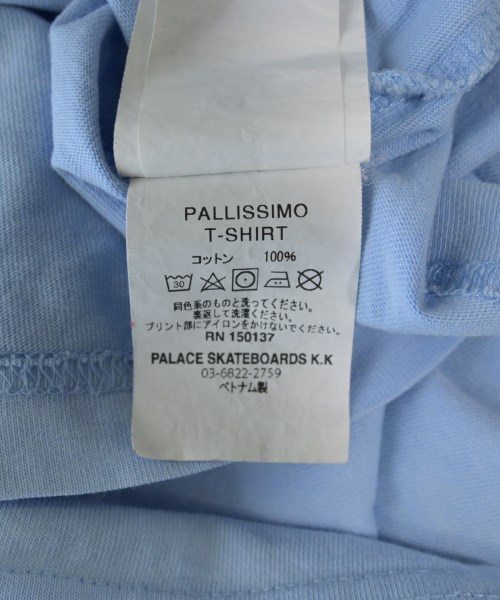 PALLISSIMO
T-SHIRT
コットン 100%
30
同色系のものと洗ってください。
裏返して洗濯ください。
プリント部にアイロンをかけないでください。
RN 150137
PALACE SKATEBOARDS K.K
03-6822-2759
ベトナム製